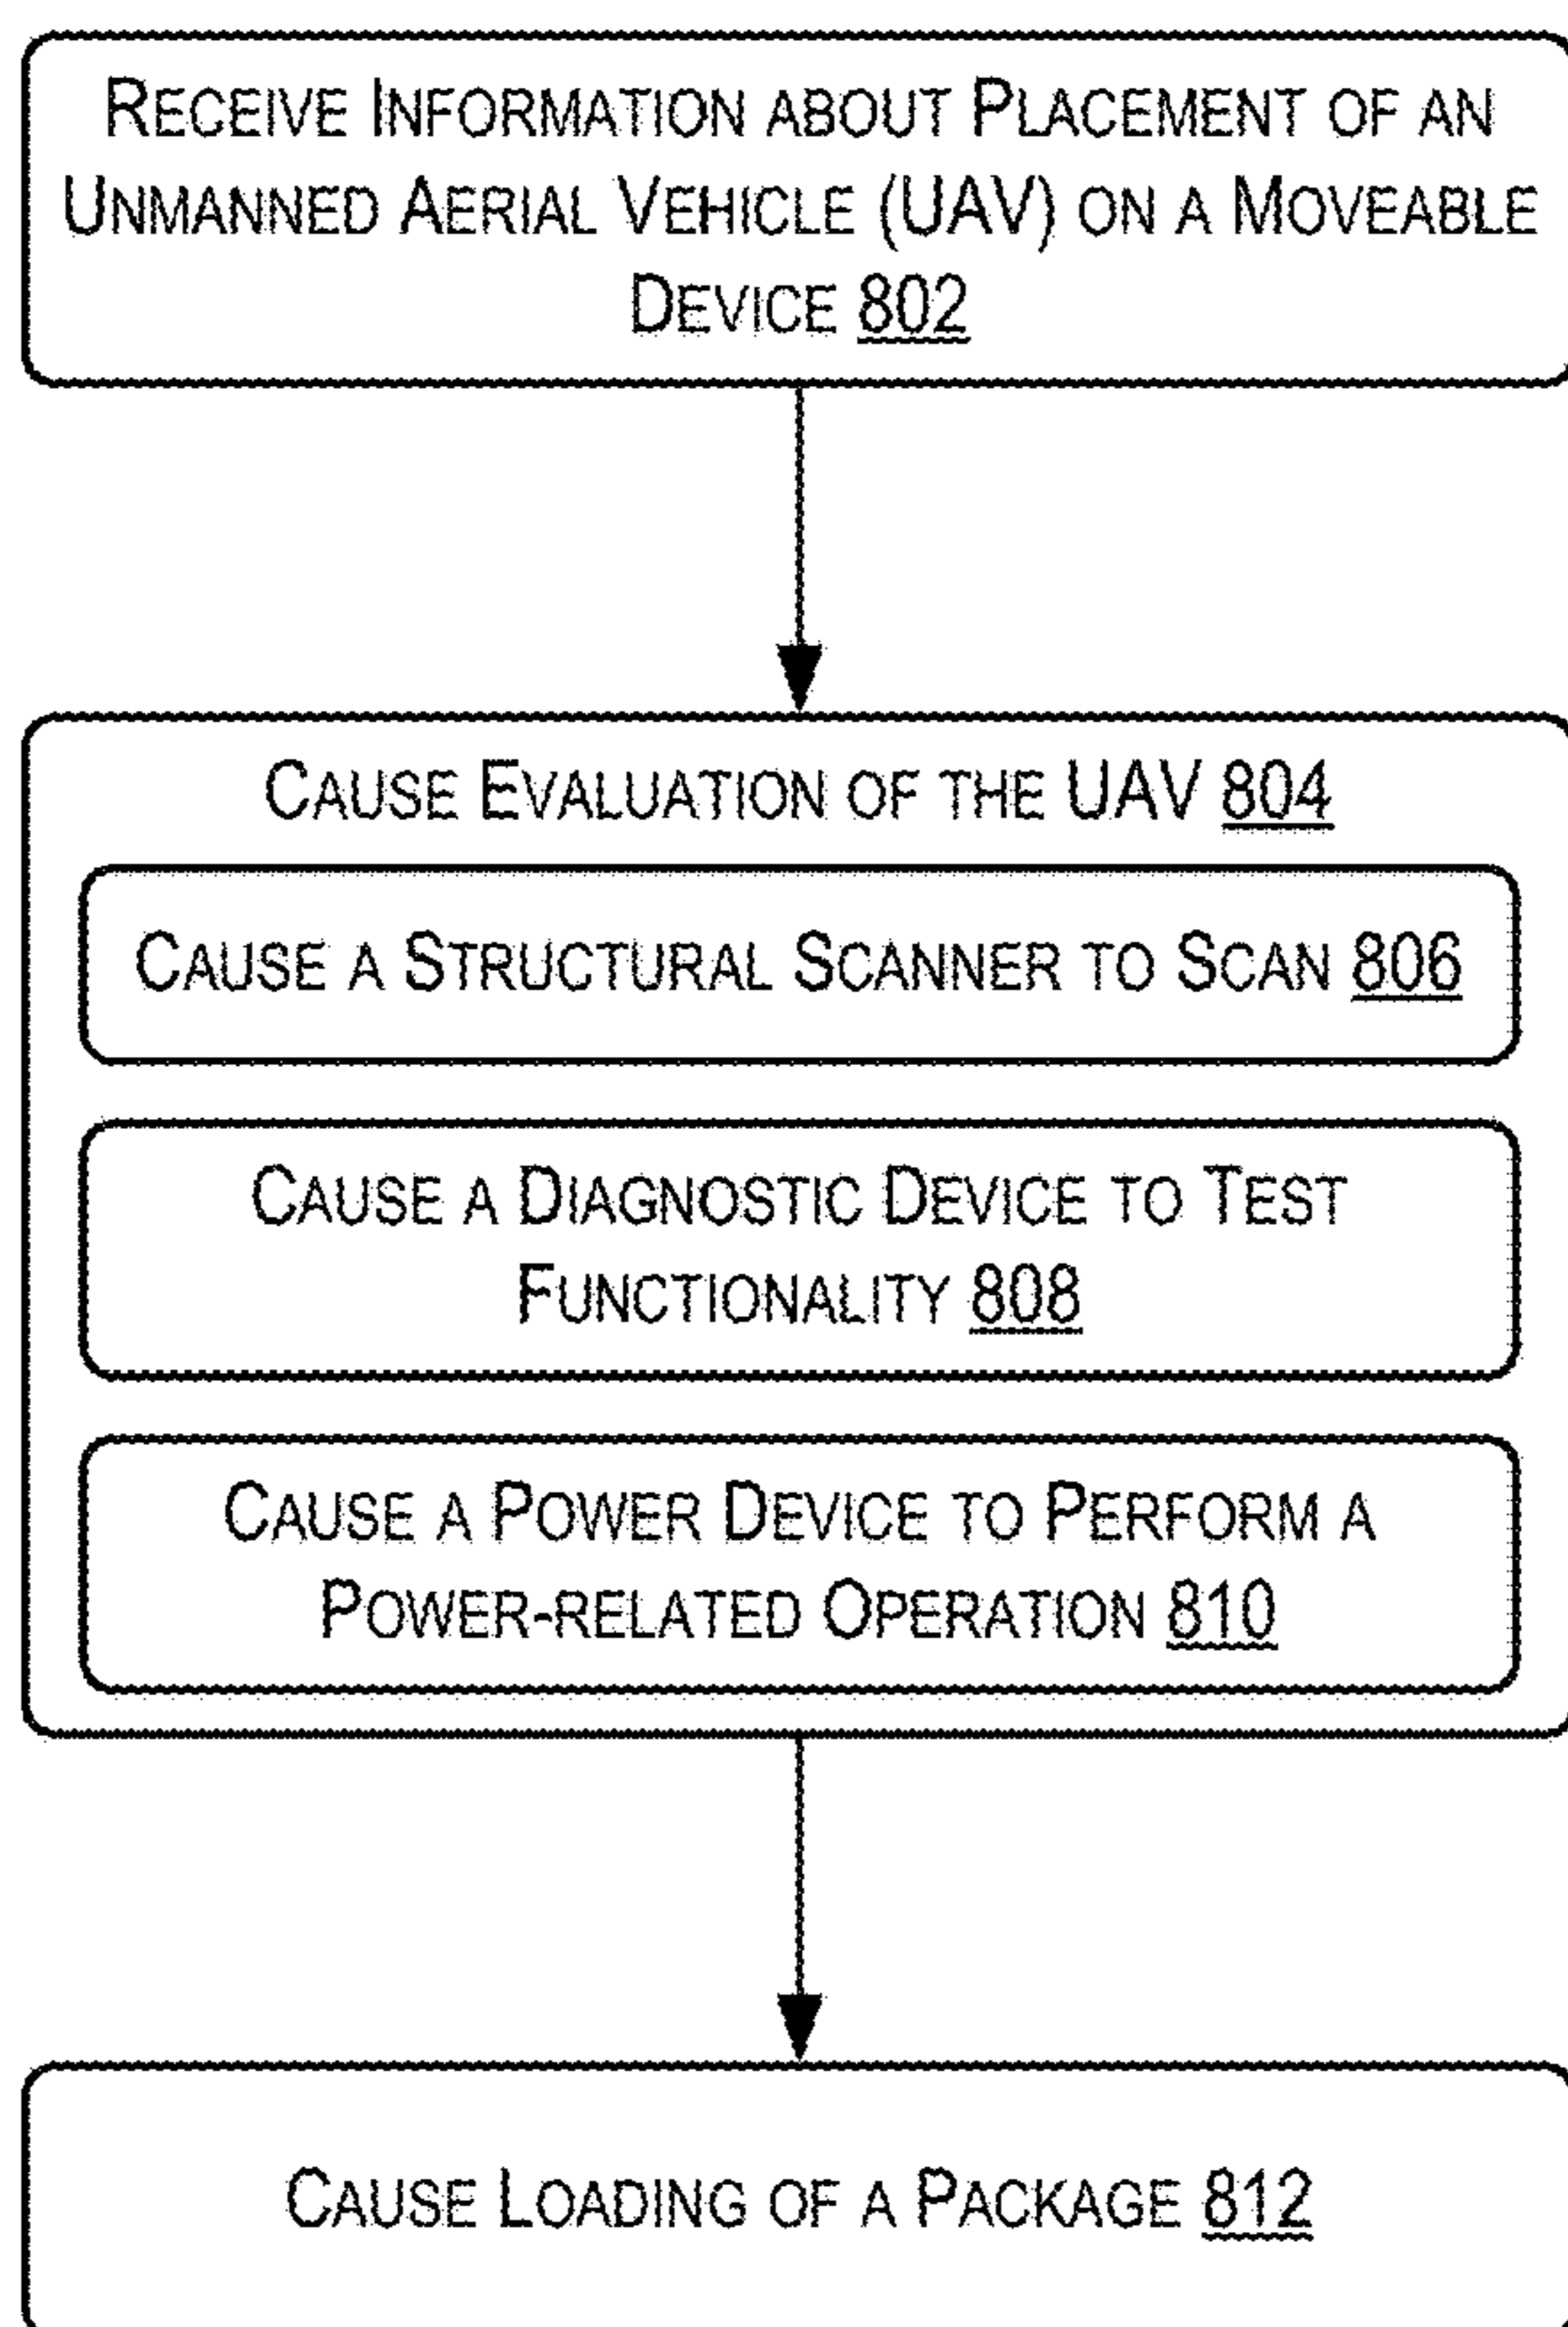 RECEIVE INFORMATION ABOUT PLACEMENT OF AN
UNMANNED AERIAL VEHICLE (UAV) ON A MOVEABLE
DEVICE 802
CAUSE EVALUATION OF THE UAV 804
CAUSE A STRUCTURAL SCANNER TO SCAN 806
CAUSE A DIAGNOSTIC DEVICE TO TEST
FUNCTIONALITY 808
CAUSE A POWER DEVICE TO PERFORM A
POWER-RELATED OPERATION 810
CAUSE LOADING OF A PACKAGE 812